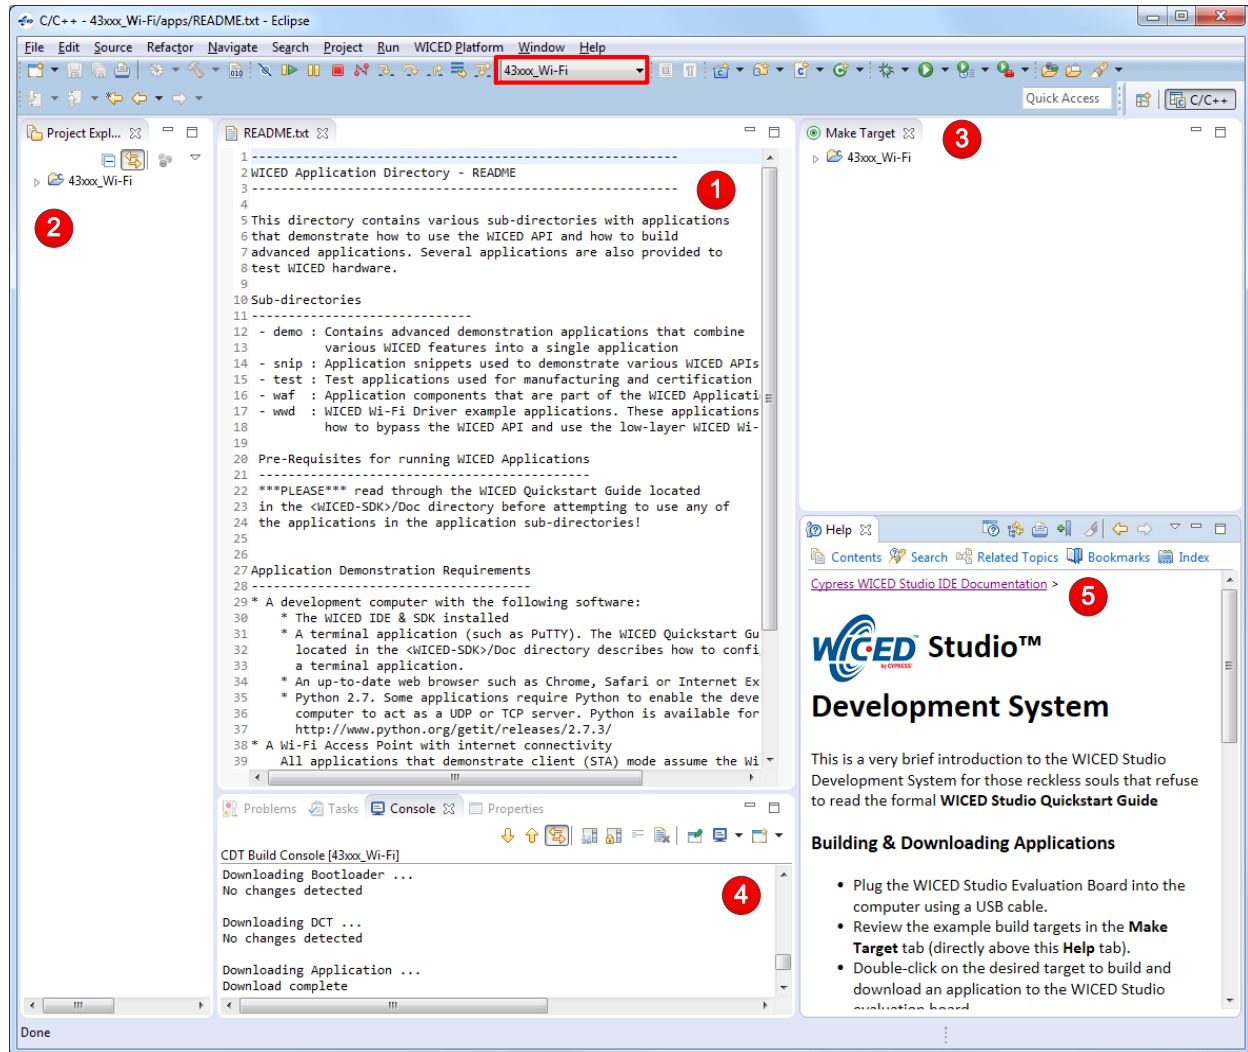 C/C++ - 43xxx_Wi-Fi/apps/README.txt - Eclipse
File Edit Source Refactor Navigate Search Project Run WICED Platform Window Help
010
43xxx_Wi-Fi
Quick Access
C/C++
Project Expl...
43xxx_Wi-Fi
2
README.txt
1 -----------------------------------------------------------
2 WICED Application Directory - README
3 -----------------------------------------------------------
4
5 This directory contains various sub-directories with applications
6 that demonstrate how to use the WICED API and how to build
7 advanced applications. Several applications are also provided to
8 test WICED hardware.
9
10 Sub-directories
11 ------------------------------
12 - demo : Contains advanced demonstration applications that combine
13 various WICED features into a single application
14 - snip : Application snippets used to demonstrate various WICED APIs
15 - test : Test applications used for manufacturing and certification
16 - waf : Application components that are part of the WICED Applicati
17 - wwd : WICED Wi-Fi Driver example applications. These applications
18 how to bypass the WICED API and use the low-layer WICED Wi-
19
20 Pre-Requisites for running WICED Applications
21 ----------------------------------------------
22 ***PLEASE*** read through the WICED Quickstart Guide located
23 in the <WICED-SDK>/Doc directory before attempting to use any of
24 the applications in the application sub-directories!
25
26
27 Application Demonstration Requirements
28 ---------------------------------------
29 * A development computer with the following software:
30 * The WICED IDE & SDK installed
31 * A terminal application (such as PuTTY). The WICED Quickstart Gu
32 located in the <WICED-SDK>/Doc directory describes how to confi
33 a terminal application.
34 * An up-to-date web browser such as Chrome, Safari or Internet Ex
35 * Python 2.7. Some applications require Python to enable the deve
36 computer to act as a UDP or TCP server. Python is available for
37 http://www.python.org/getit/releases/2.7.3/
38 * A Wi-Fi Access Point with internet connectivity
39 All applications that demonstrate client (STA) mode assume the Wi
1
Problems Tasks Console Properties
CDT Build Console [43xxx_Wi-Fi]
Downloading Bootloader ...
No changes detected
Downloading DCT ...
No changes detected
Downloading Application ...
Download complete
4
Make Target
43xxx_Wi-Fi
3
Help
Contents Search Related Topics Bookmarks Index
Cypress WICED Studio IDE Documentation >
5
WICED™ by CYPRESS Studio™
Development System
This is a very brief introduction to the WICED Studio
Development System for those reckless souls that refuse
to read the formal WICED Studio Quickstart Guide
Building & Downloading Applications
• Plug the WICED Studio Evaluation Board into the
computer using a USB cable.
• Review the example build targets in the Make
Target tab (directly above this Help tab).
• Double-click on the desired target to build and
download an application to the WICED Studio
evaluation board
Done